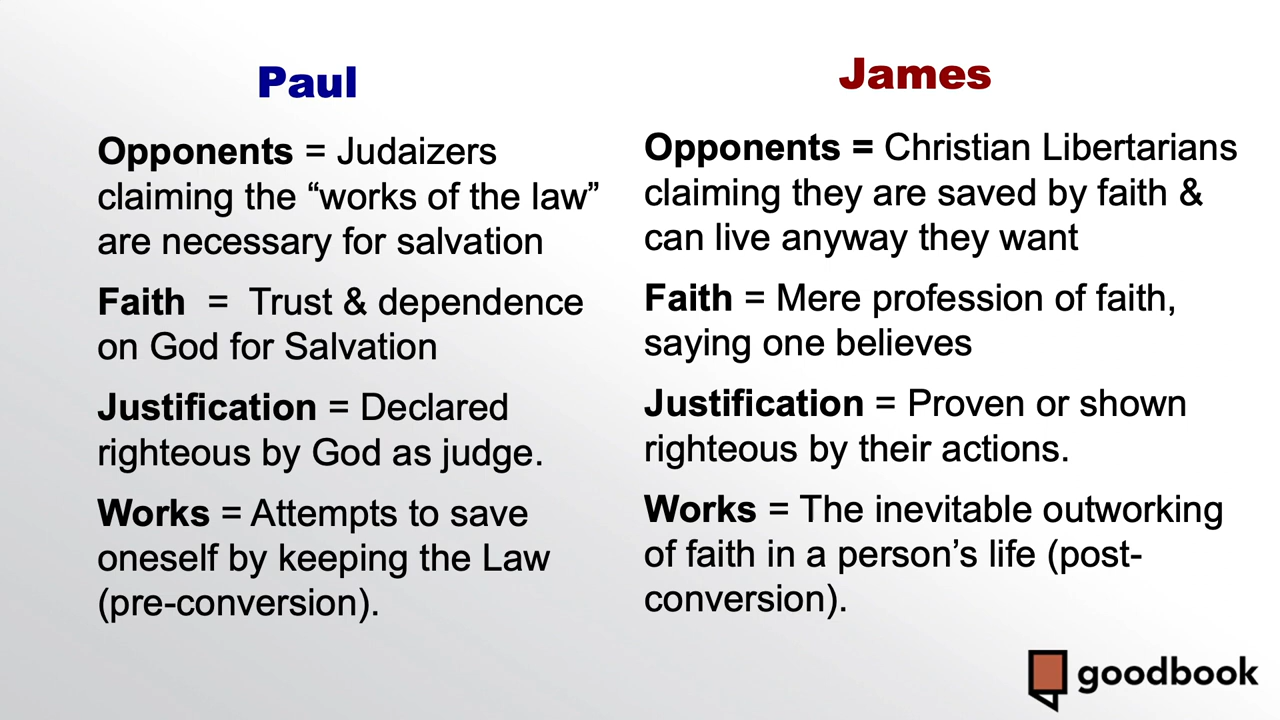 Paul
Opponents = Judaizers
claiming the “works of the law”
are necessary for salvation
Faith = Trust & dependence
on God for Salvation
Justification = Declared
righteous by God as judge.
Works = Attempts to save
oneself by keeping the Law
(pre-conversion).
James
Opponents = Christian Libertarians
claiming they are saved by faith &
can live anyway they want
Faith = Mere profession of faith,
saying one believes
Justification = Proven or shown
righteous by their actions.
Works = The inevitable outworking
of faith in a person’s life (post-
conversion).
goodbook